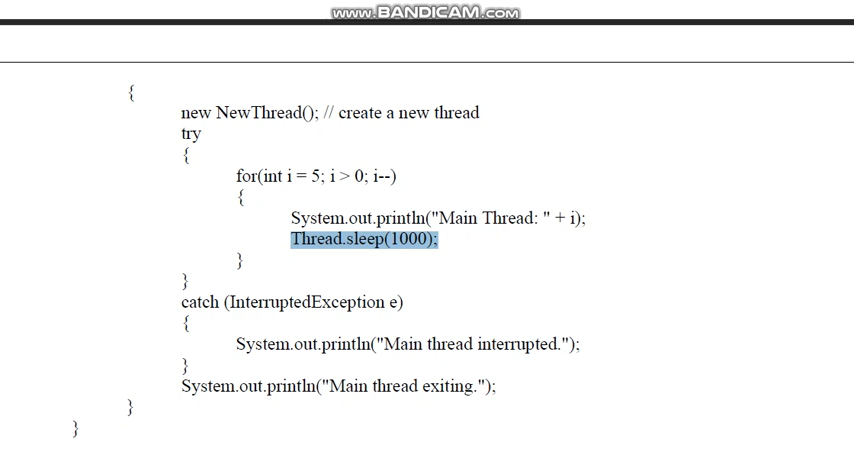 www.BANDICAM.com
{
new NewThread(); // create a new thread
try
{
for(int i = 5; i > 0; i--)
{
System.out.println("Main Thread: " + i);
Thread.sleep(1000);
}
}
catch (InterruptedException e)
{
System.out.println("Main thread interrupted.");
}
System.out.println("Main thread exiting.");
}
}